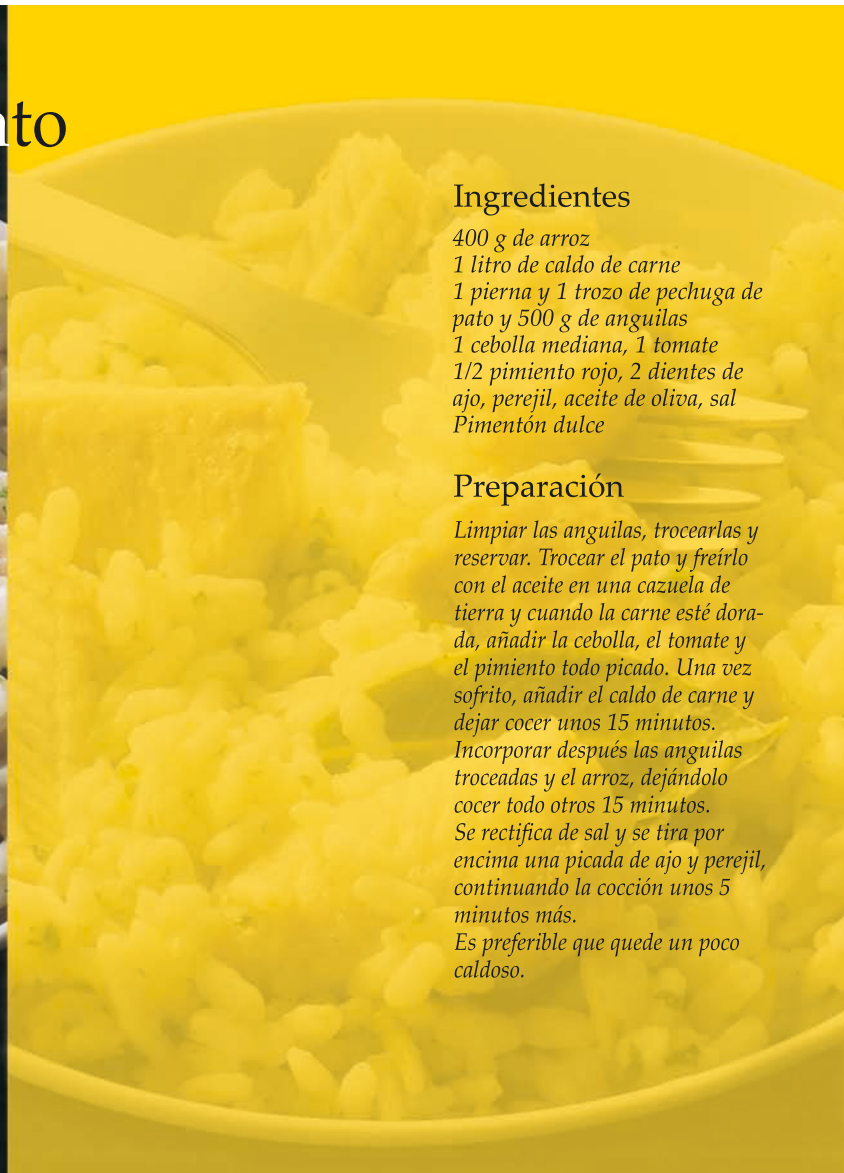 nto
Ingredientes
400 g de arroz
1 litro de caldo de carne
1 pierna y 1 trozo de pechuga de
pato y 500 g de anguilas
1 cebolla mediana, 1 tomate
1/2 pimiento rojo, 2 dientes de
ajo, perejil, aceite de oliva, sal
Pimentón dulce
Preparación
Limpiar las anguilas, trocearlas y
reservar. Trocear el pato y freírlo
con el aceite en una cazuela de
tierra y cuando la carne esté dora-
da, añadir la cebolla, el tomate y
el pimiento todo picado. Una vez
sofrito, añadir el caldo de carne y
dejar cocer unos 15 minutos.
Incorporar después las anguilas
troceadas y el arroz, dejándolo
cocer todo otros 15 minutos.
Se rectifica de sal y se tira por
encima una picada de ajo y perejil,
continuando la cocción unos 5
minutos más.
Es preferible que quede un poco
caldoso.